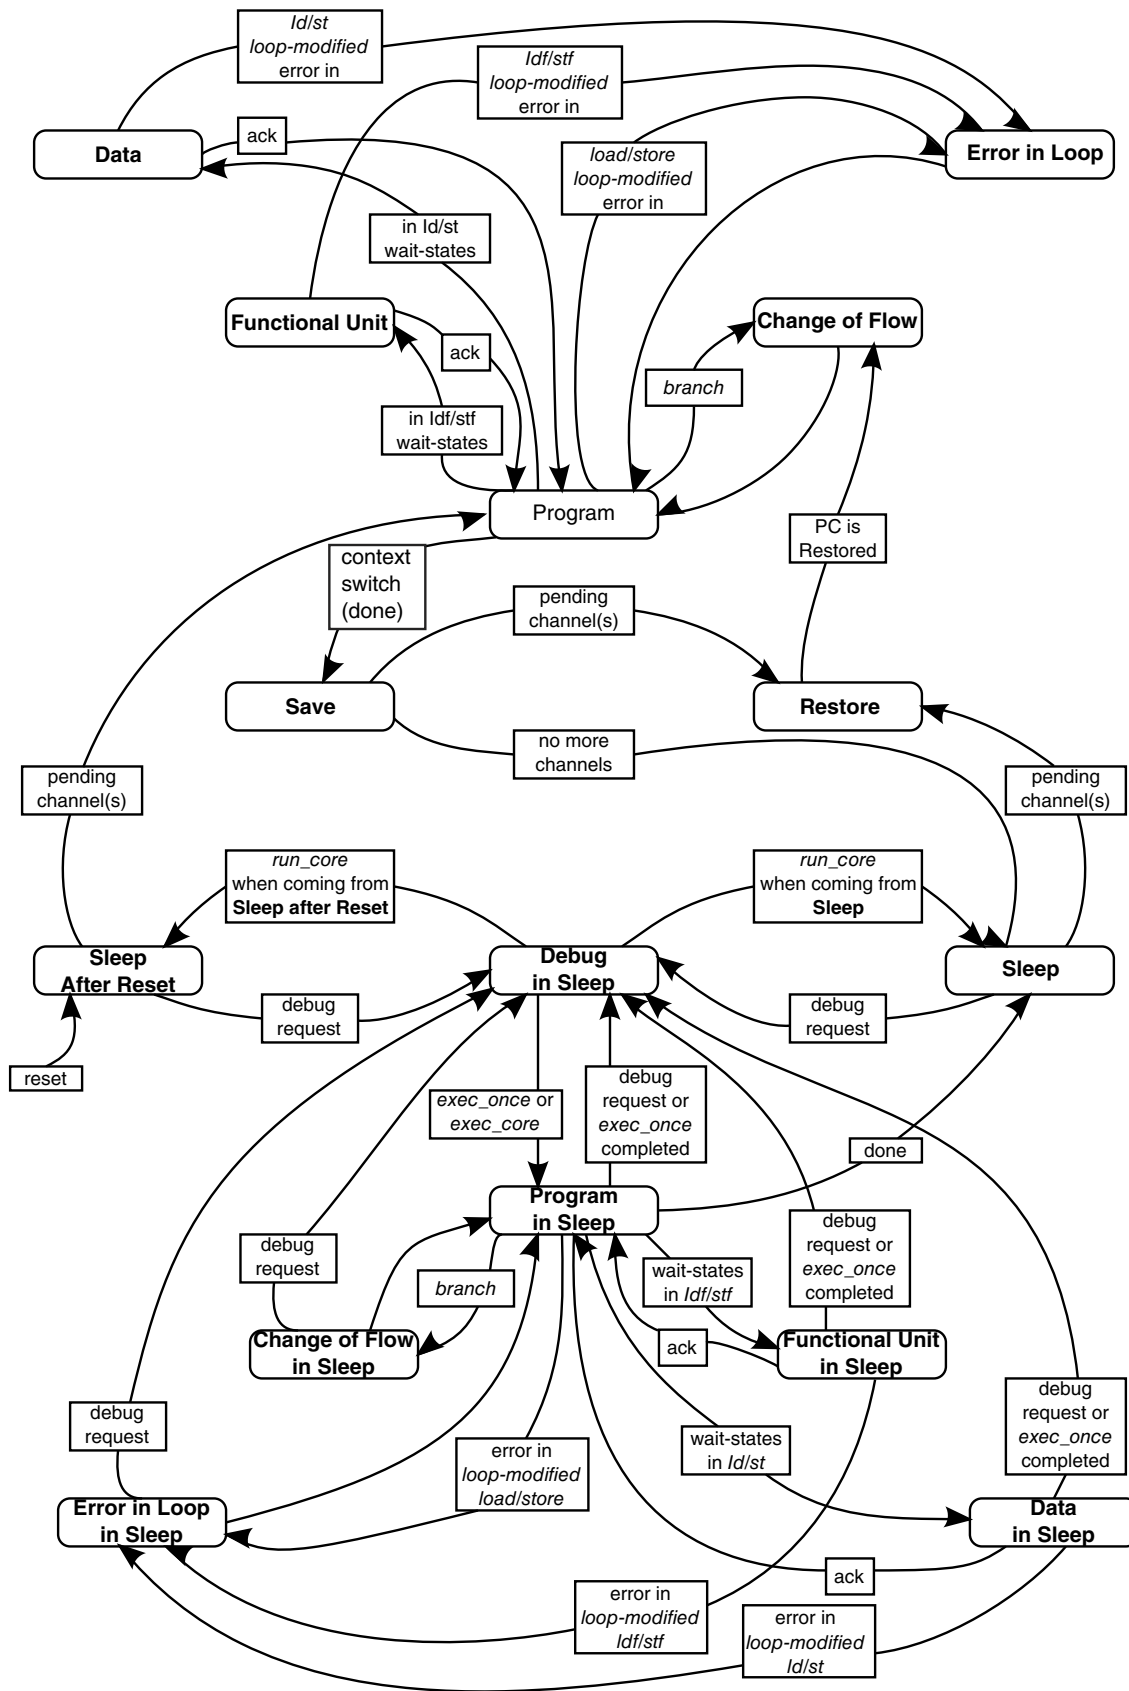 ld/st
loop-modified
error in
ldf/stf
loop-modified
error in
ack
Data
load/store
loop-modified
error in
Error in Loop
in ld/st
wait-states
Functional Unit
ack
Change of Flow
branch
in ldf/stf
wait-states
Program
PC is
Restored
context
switch
(done)
pending
channel(s)
Save
Restore
no more
channels
pending
channel(s)
pending
channel(s)
run_core
when coming from
Sleep after Reset
run_core
when coming from
Sleep
Sleep
After Reset
Debug
in Sleep
Sleep
debug
request
debug
request
reset
exec_once or
exec_core
debug
request or
exec_once
completed
done
Program
in Sleep
debug
request
branch
wait-states
in ldf/stf
debug
request or
exec_once
completed
Change of Flow
in Sleep
ack
Functional Unit
in Sleep
debug
request
error in
loop-modified
load/store
wait-states
in ld/st
debug
request or
exec_once
completed
Error in Loop
in Sleep
Data
in Sleep
ack
error in
loop-modified
ldf/stf
error in
loop-modified
ld/st